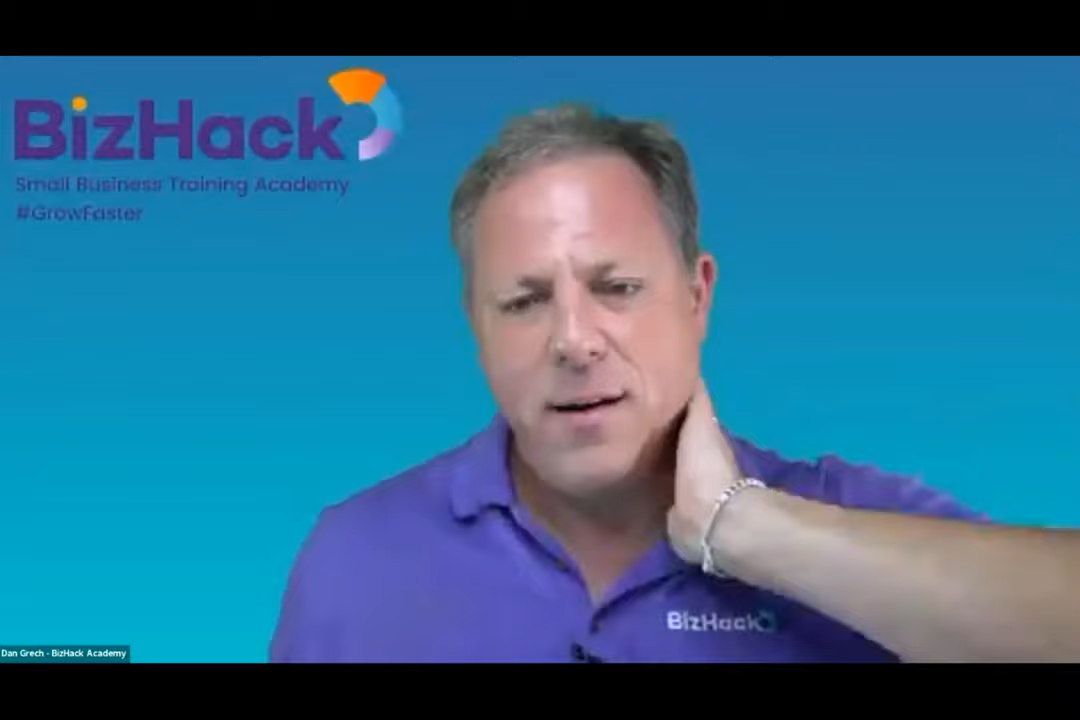 BizHack
Small Business Training Academy
#GrowFaster
BizHack
Dan Grech - BizHack Academy